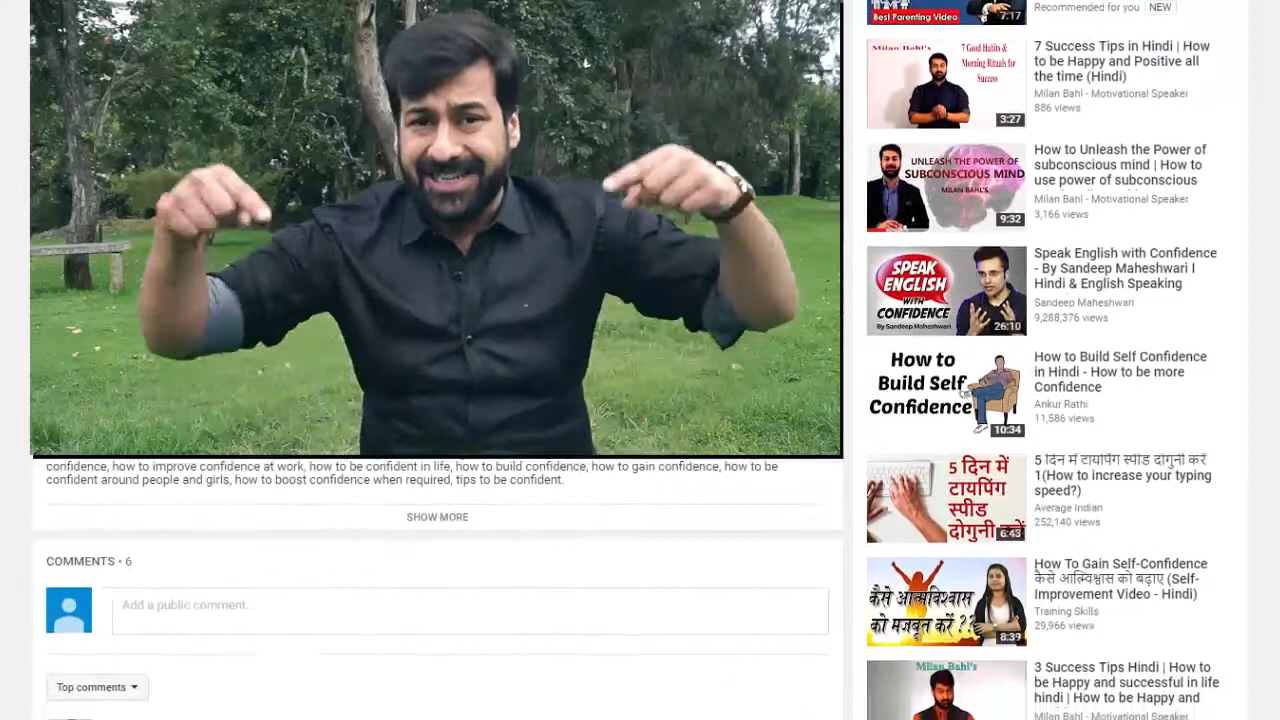 confidence, how to improve confidence at work, how to be confident in life, how to build confidence, how to gain confidence, how to be
confident around people and girls, how to boost confidence when required, tips to be confident.
SHOW MORE
COMMENTS • 6
Add a public comment...
Top comments
Best Parenting Video
7:17
Recommended for you NEW
Milan Bahl's
7 Good Habits &
Morning Rituals for
Success
3:27
7 Success Tips in Hindi | How
to be Happy and Positive all
the time (Hindi)
Milan Bahl - Motivational Speaker
886 views
UNLEASH THE POWER OF
SUBCONSCIOUS MIND
MILAN BAHL'S
9:32
How to Unleash the Power of
subconscious mind | How to
use power of subconscious
Milan Bahl - Motivational Speaker
3,166 views
SPEAK
ENGLISH
WITH
CONFIDENCE
By Sandeep Maheshwari
26:10
Speak English with Confidence
- By Sandeep Maheshwari I
Hindi & English Speaking
Sandeep Maheshwari
9,288,376 views
How to
Build Self
Confidence
10:34
How to Build Self Confidence
in Hindi - How to be more
Confidence
Ankur Rathi
11,586 views
5 दिन में
टायपिंग
स्पीड
दोगुनी करें
6:43
5 दिन में टायपिंग स्पीड दोगुनी करें
1(How to increase your typing
speed?)
Average Indian
252,140 views
कैसे आत्मविश्वास
को मजबूत करें ??
8:39
How To Gain Self-Confidence
कैसे आत्मिश्वास को बढ़ाए (Self-
Improvement Video - Hindi)
Training Skills
29,966 views
Milan Bahl's
3 Success Tips Hindi | How to
be Happy and successful in life
hindi | How to be Happy and
Milan Bahl - Motivational Speaker